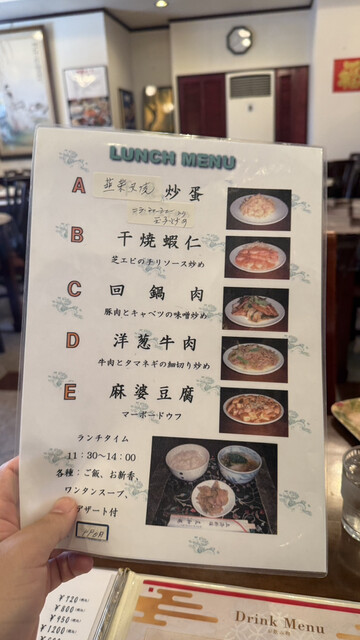 LUNCH MENU
A 韮菜叉焼 炒蛋
B 干焼蝦仁
芝エビのチリソース炒め
C 回鍋肉
豚肉とキャベツの味噌炒め
D 洋葱牛肉
牛肉とタマネギの細切り炒め
E 麻婆豆腐
マーボードウフ
ランチタイム
11:30〜14:00
各種:ご飯、お新香、
ワンタンスープ、
デザート付
¥720
¥800
¥950
¥1200
Drink Menu